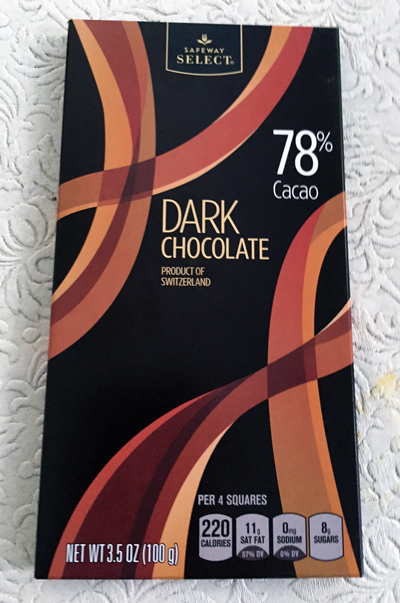 SAFEWAY
SELECT®
78%
Cacao
DARK
CHOCOLATE
PRODUCT OF
SWITZERLAND
PER 4 SQUARES
220
CALORIES
11g
SAT FAT
57% DV
0mg
SODIUM
0% DV
8g
SUGARS
NET WT 3.5 OZ (100 g)